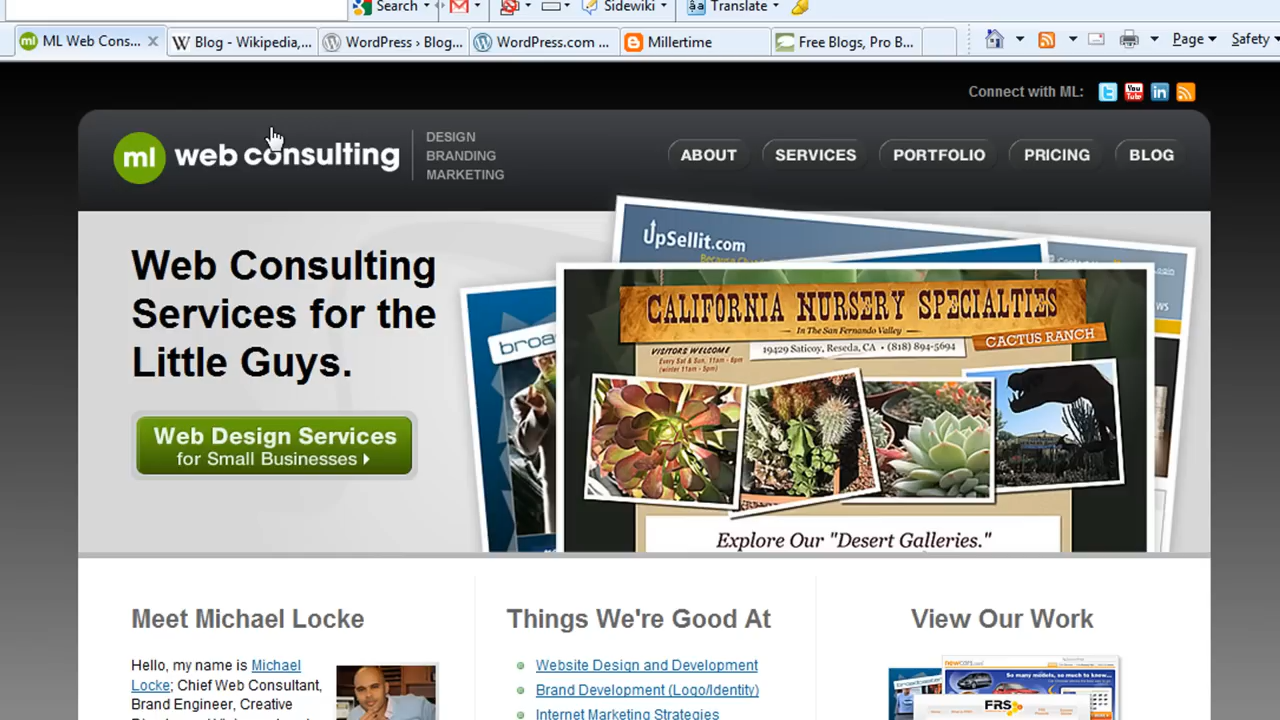 Search
Sidewiki
Translate
ML Web Cons...
Blog - Wikipedia,...
WordPress › Blog...
WordPress.com ...
Millertime
Free Blogs, Pro B...
Page
Safety
Connect with ML:
You Tube
ml web consulting
DESIGN
BRANDING
MARKETING
ABOUT
SERVICES
PORTFOLIO
PRICING
BLOG
Web Consulting
Services for the
Little Guys.
Web Design Services
for Small Businesses
UpSellit.com
broad
CALIFORNIA NURSERY SPECIALTIES
In The San Fernando Valley
19429 Saticoy, Reseda, CA • (818) 894-5694
CACTUS RANCH
VISITORS WELCOME
Every Sat & Sun, 11am - 5pm
(winter 11am - 5pm)
Explore Our "Desert Galleries."
Meet Michael Locke
Hello, my name is Michael
Locke; Chief Web Consultant,
Brand Engineer, Creative
Things We're Good At
Website Design and Development
Brand Development (Logo/Identity)
Internet Marketing Strategies
View Our Work
newcars.com
So many models, so much to know...
FRS